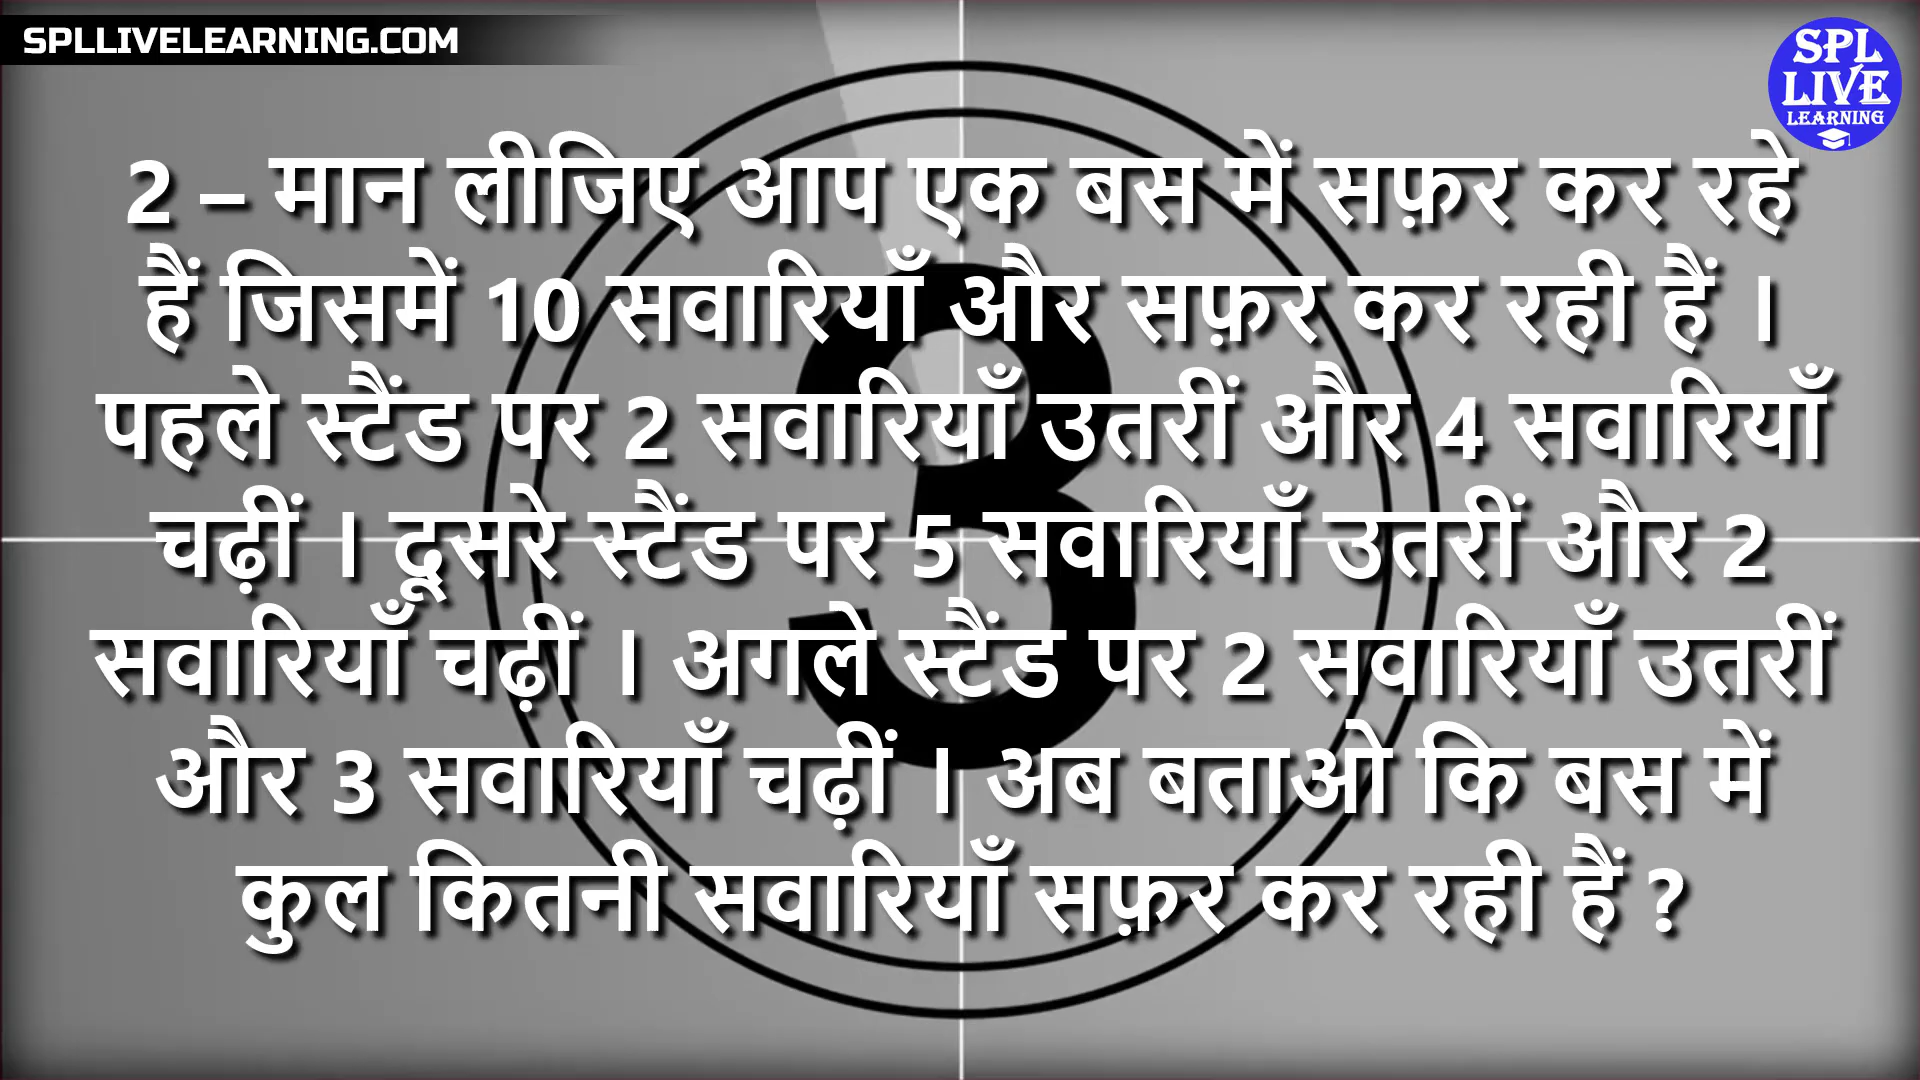 SPLLIVELEARNING.COM
SPL
LIVE
LEARNING
2 – मान लीजिए आप एक बस में सफ़र कर रहे
हैं जिसमें 10 सवारियाँ और सफ़र कर रही हैं ।
पहले स्टैंड पर 2 सवारियाँ उतरीं और 4 सवारियाँ
चढ़ीं । दूसरे स्टैंड पर 5 सवारियाँ उतरीं और 2
सवारियाँ चढ़ीं । अगले स्टैंड पर 2 सवारियाँ उतरीं
और 3 सवारियाँ चढ़ीं । अब बताओ कि बस में
कुल कितनी सवारियाँ सफ़र कर रही हैं ?
3